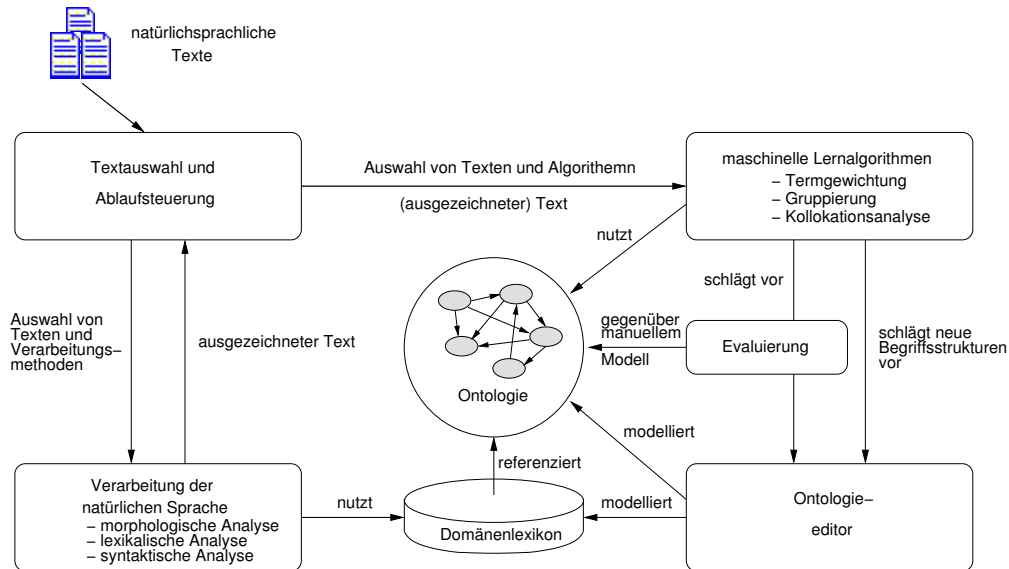 natürlichsprachliche
Texte
Textauswahl und
Ablaufsteuerung
Auswahl von Texten und Algorithemn
(ausgezeichneter) Text
maschinelle Lernalgorithmen
– Termgewichtung
– Gruppierung
– Kollokationsanalyse
nutzt
schlägt vor
Auswahl von
Texten und
Verarbeitungs–
methoden
ausgezeichneter Text
gegenüber
manuellem
Modell
Evaluierung
schlägt neue
Begriffsstrukturen
vor
Ontologie
modelliert
referenziert
Verarbeitung der
natürlichen Sprache
– morphologische Analyse
– lexikalische Analyse
– syntaktische Analyse
nutzt
Domänenlexikon
modelliert
Ontologie–
editor